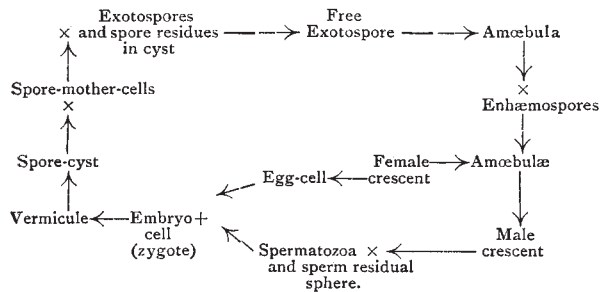 Exotospores
× and spore residues
in cyst
Free
Exotospore
Amœbula
Spore-mother-cells
×
×
Enhæmospores
Spore-cyst
Female
crescent
Amœbulæ
Egg-cell
Vermicule
Embryo+
cell
(zygote)
Male
crescent
Spermatozoa ×
and sperm residual
sphere.